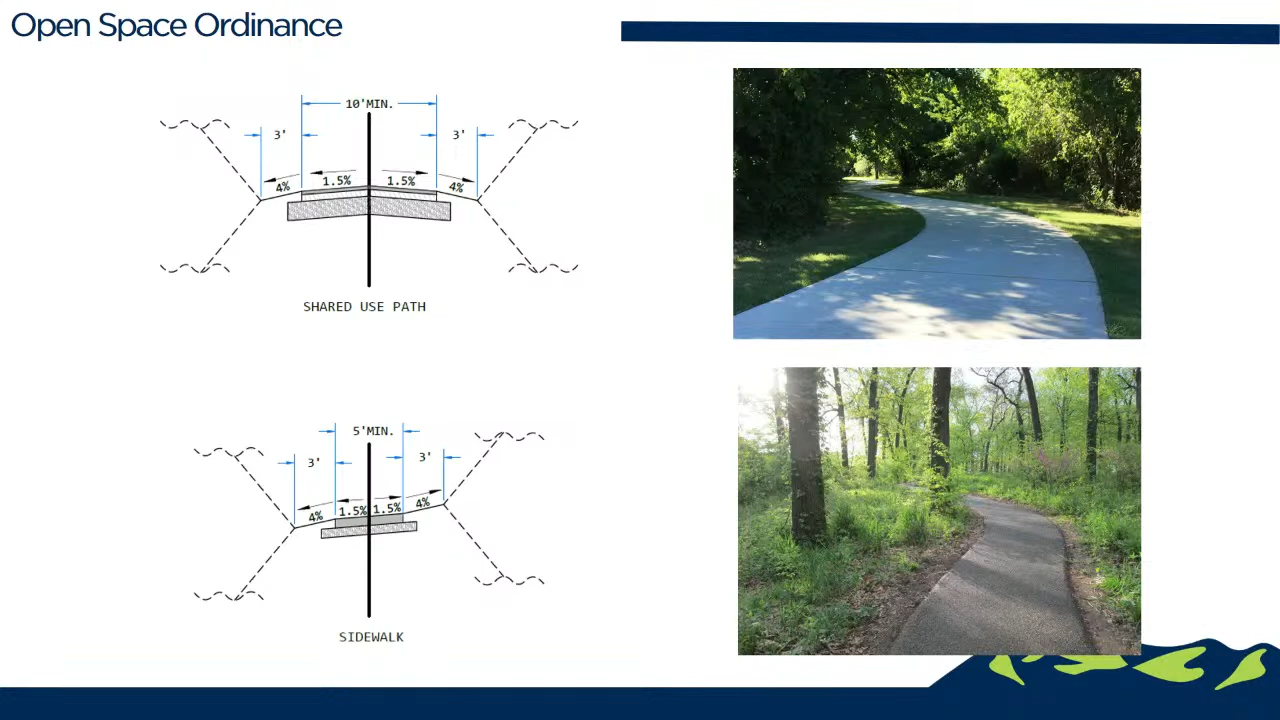 Open Space Ordinance
10'MIN.
3' 3'
4% 1.5% 1.5% 4%
SHARED USE PATH
5'MIN.
3' 3'
4% 1.5% 1.5% 4%
SIDEWALK